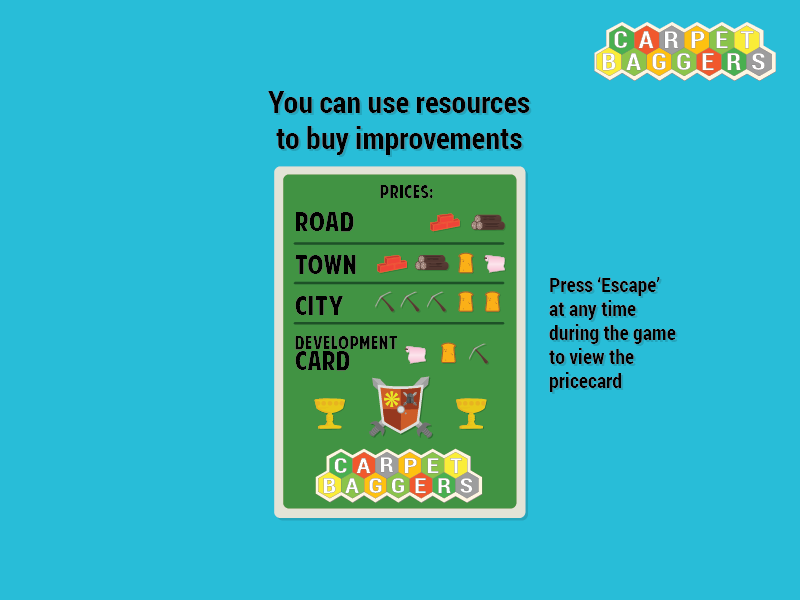 CARPET
BAGGERS
You can use resources
to buy improvements
PRICES:
ROAD
TOWN
CITY
DEVELOPMENT
CARD
CARPET
BAGGERS
Press ‘Escape’
at any time
during the game
to view the
pricecard